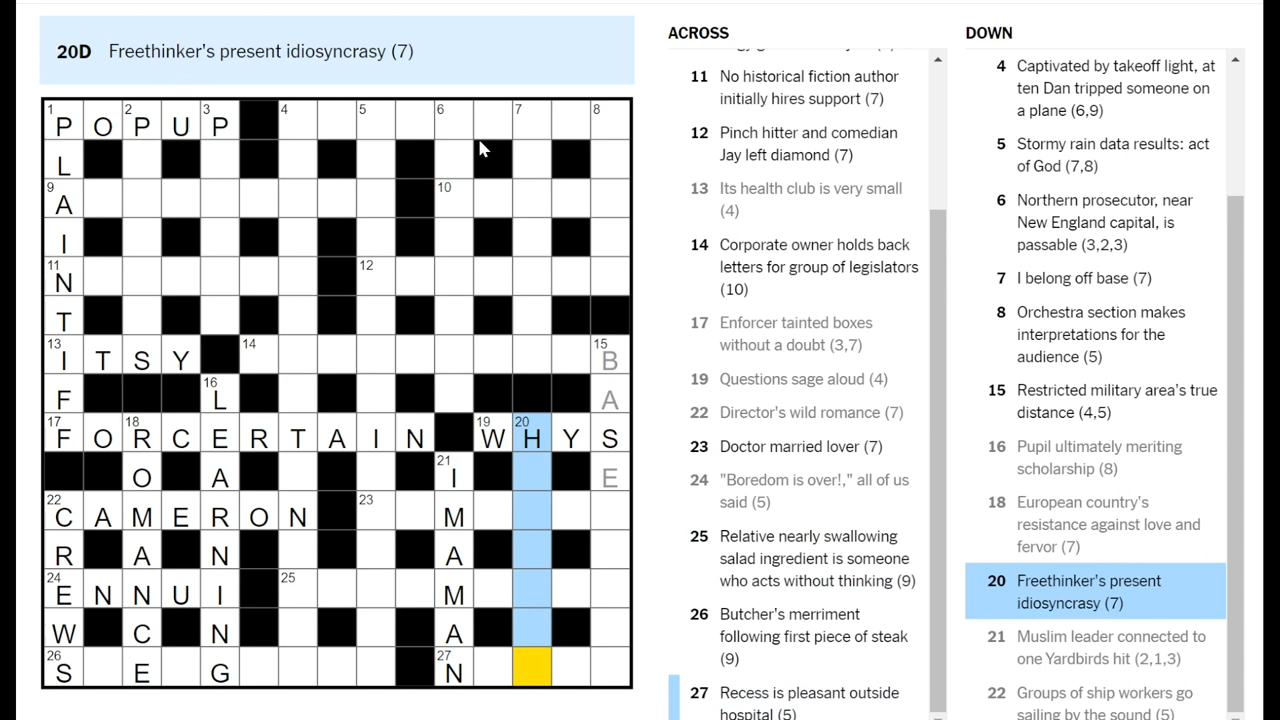 20D Freethinker's present idiosyncrasy (7)
1 P O 2 P U 3 P 4 5 6 7 8
L
9 A 10
I
11 N 12
T
13 I T S Y 14 15 B
F 16 L A
17 F O 18 R C E R T A I N 19 W 20 H Y S
O A 21 I E
22 C A M E R O N 23 M
R A N A
24 E N N U I 25 M
W C N A
26 S E G 27 N
ACROSS
11 No historical fiction author
initially hires support (7)
12 Pinch hitter and comedian
Jay left diamond (7)
13 Its health club is very small
(4)
14 Corporate owner holds back
letters for group of legislators
(10)
17 Enforcer tainted boxes
without a doubt (3,7)
19 Questions sage aloud (4)
22 Director's wild romance (7)
23 Doctor married lover (7)
24 "Boredom is over!," all of us
said (5)
25 Relative nearly swallowing
salad ingredient is someone
who acts without thinking (9)
26 Butcher's merriment
following first piece of steak
(9)
27 Recess is pleasant outside
hospital (5)
DOWN
4 Captivated by takeoff light, at
ten Dan tripped someone on
a plane (6,9)
5 Stormy rain data results: act
of God (7,8)
6 Northern prosecutor, near
New England capital, is
passable (3,2,3)
7 I belong off base (7)
8 Orchestra section makes
interpretations for the
audience (5)
15 Restricted military area's true
distance (4,5)
16 Pupil ultimately meriting
scholarship (8)
18 European country's
resistance against love and
fervor (7)
20 Freethinker's present
idiosyncrasy (7)
21 Muslim leader connected to
one Yardbirds hit (2,1,3)
22 Groups of ship workers go
sailing by the sound (5)